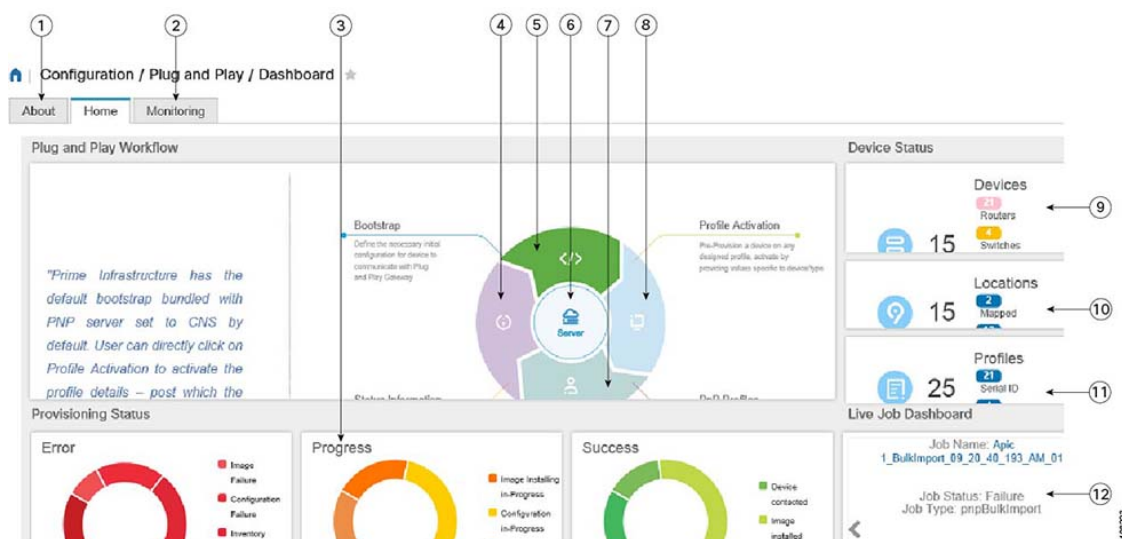 1 2 3 4 5 6 7 8
Configuration / Plug and Play / Dashboard
About Home Monitoring
Plug and Play Workflow
"Prime Infrastructure has the
default bootstrap bundled with
PNP server set to CNS by
default. User can directly click on
Profile Activation to activate the
profile details – post which the
Bootstrap
Define the necessary initial
configuration for device to
communicate with Plug
and Play Gateway
Server
Profile Activation
Pre-Provision a device on any
designed profile, activate by
providing values specific to device/type
Status Information
PnP Profiles
Device Status
15
Devices
21
Routers
4
Switches
9
15
Locations
2
Mapped
10
25
Profiles
21
Serial ID
11
Provisioning Status
Error
Image
Failure
Configuration
Failure
Inventory
Progress
Image Installing
in-Progress
Configuration
in-Progress
Success
Device
contacted
Image
installed
Live Job Dashboard
Job Name: Apic
1_BulkImport_09_20_40_193_AM_01
Job Status: Failure
Job Type: pnpBulkImport
12